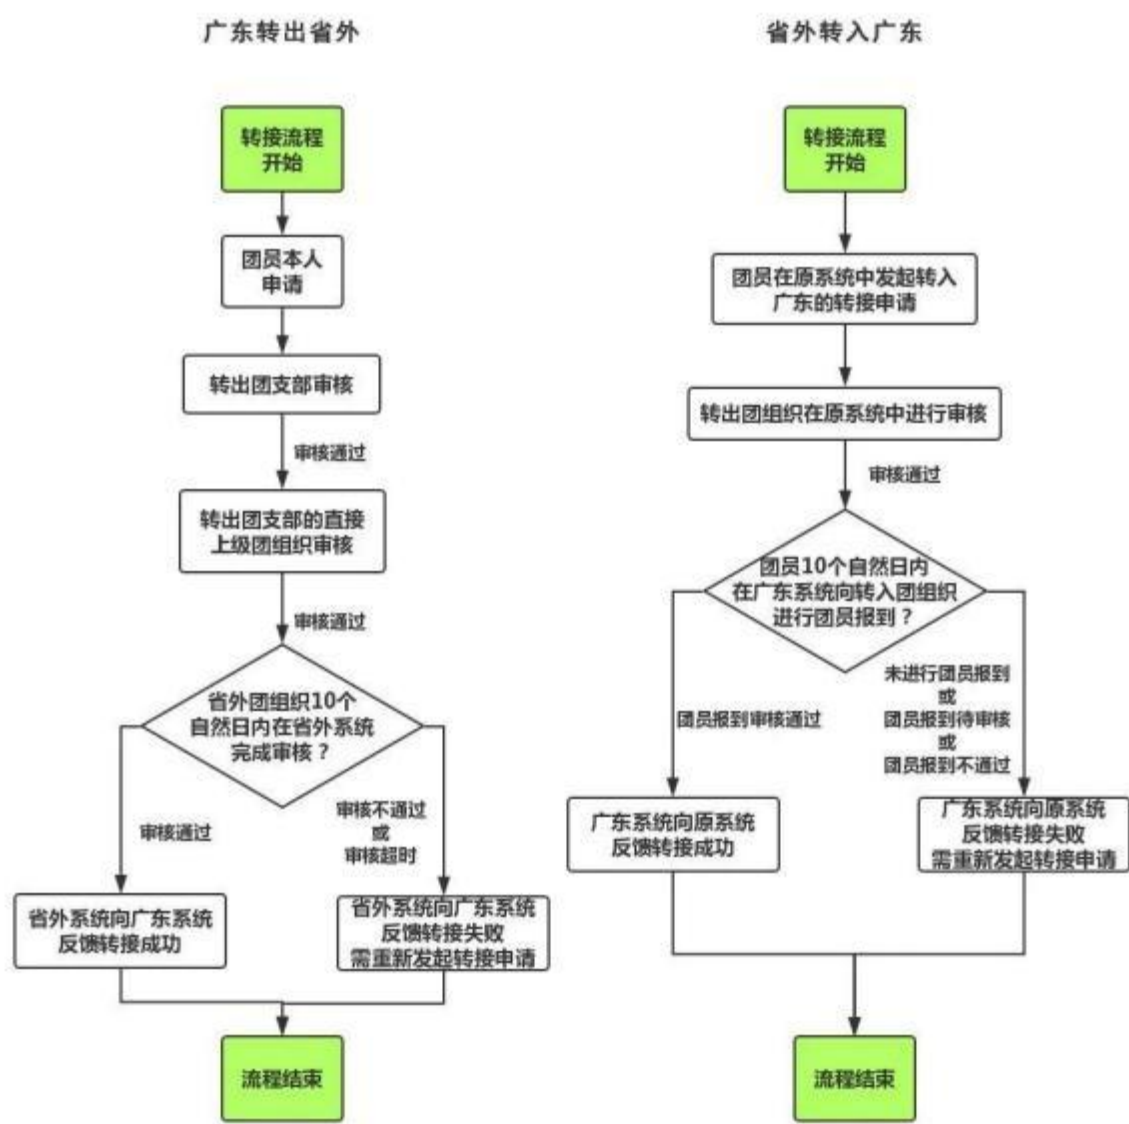 广东转出省外
转接流程
开始
团员本人
申请
转出团支部审核
审核通过
转出团支部的直接
上级团组织审核
审核通过
省外团组织10个
自然日内在省外系统
完成审核？
审核通过
审核不通过
或
审核超时
省外系统向广东系统
反馈转接成功
省外系统向广东系统
反馈转接失败
需重新发起转接申请
流程结束
省外转入广东
转接流程
开始
团员在原系统中发起转入
广东的转接申请
转出团组织在原系统中进行审核
审核通过
团员10个自然日内
在广东系统向转入团组织
进行团员报到？
团员报到审核通过
未进行团员报到
或
团员报到待审核
或
团员报到不通过
广东系统向原系统
反馈转接成功
广东系统向原系统
反馈转接失败
需重新发起转接申请
流程结束